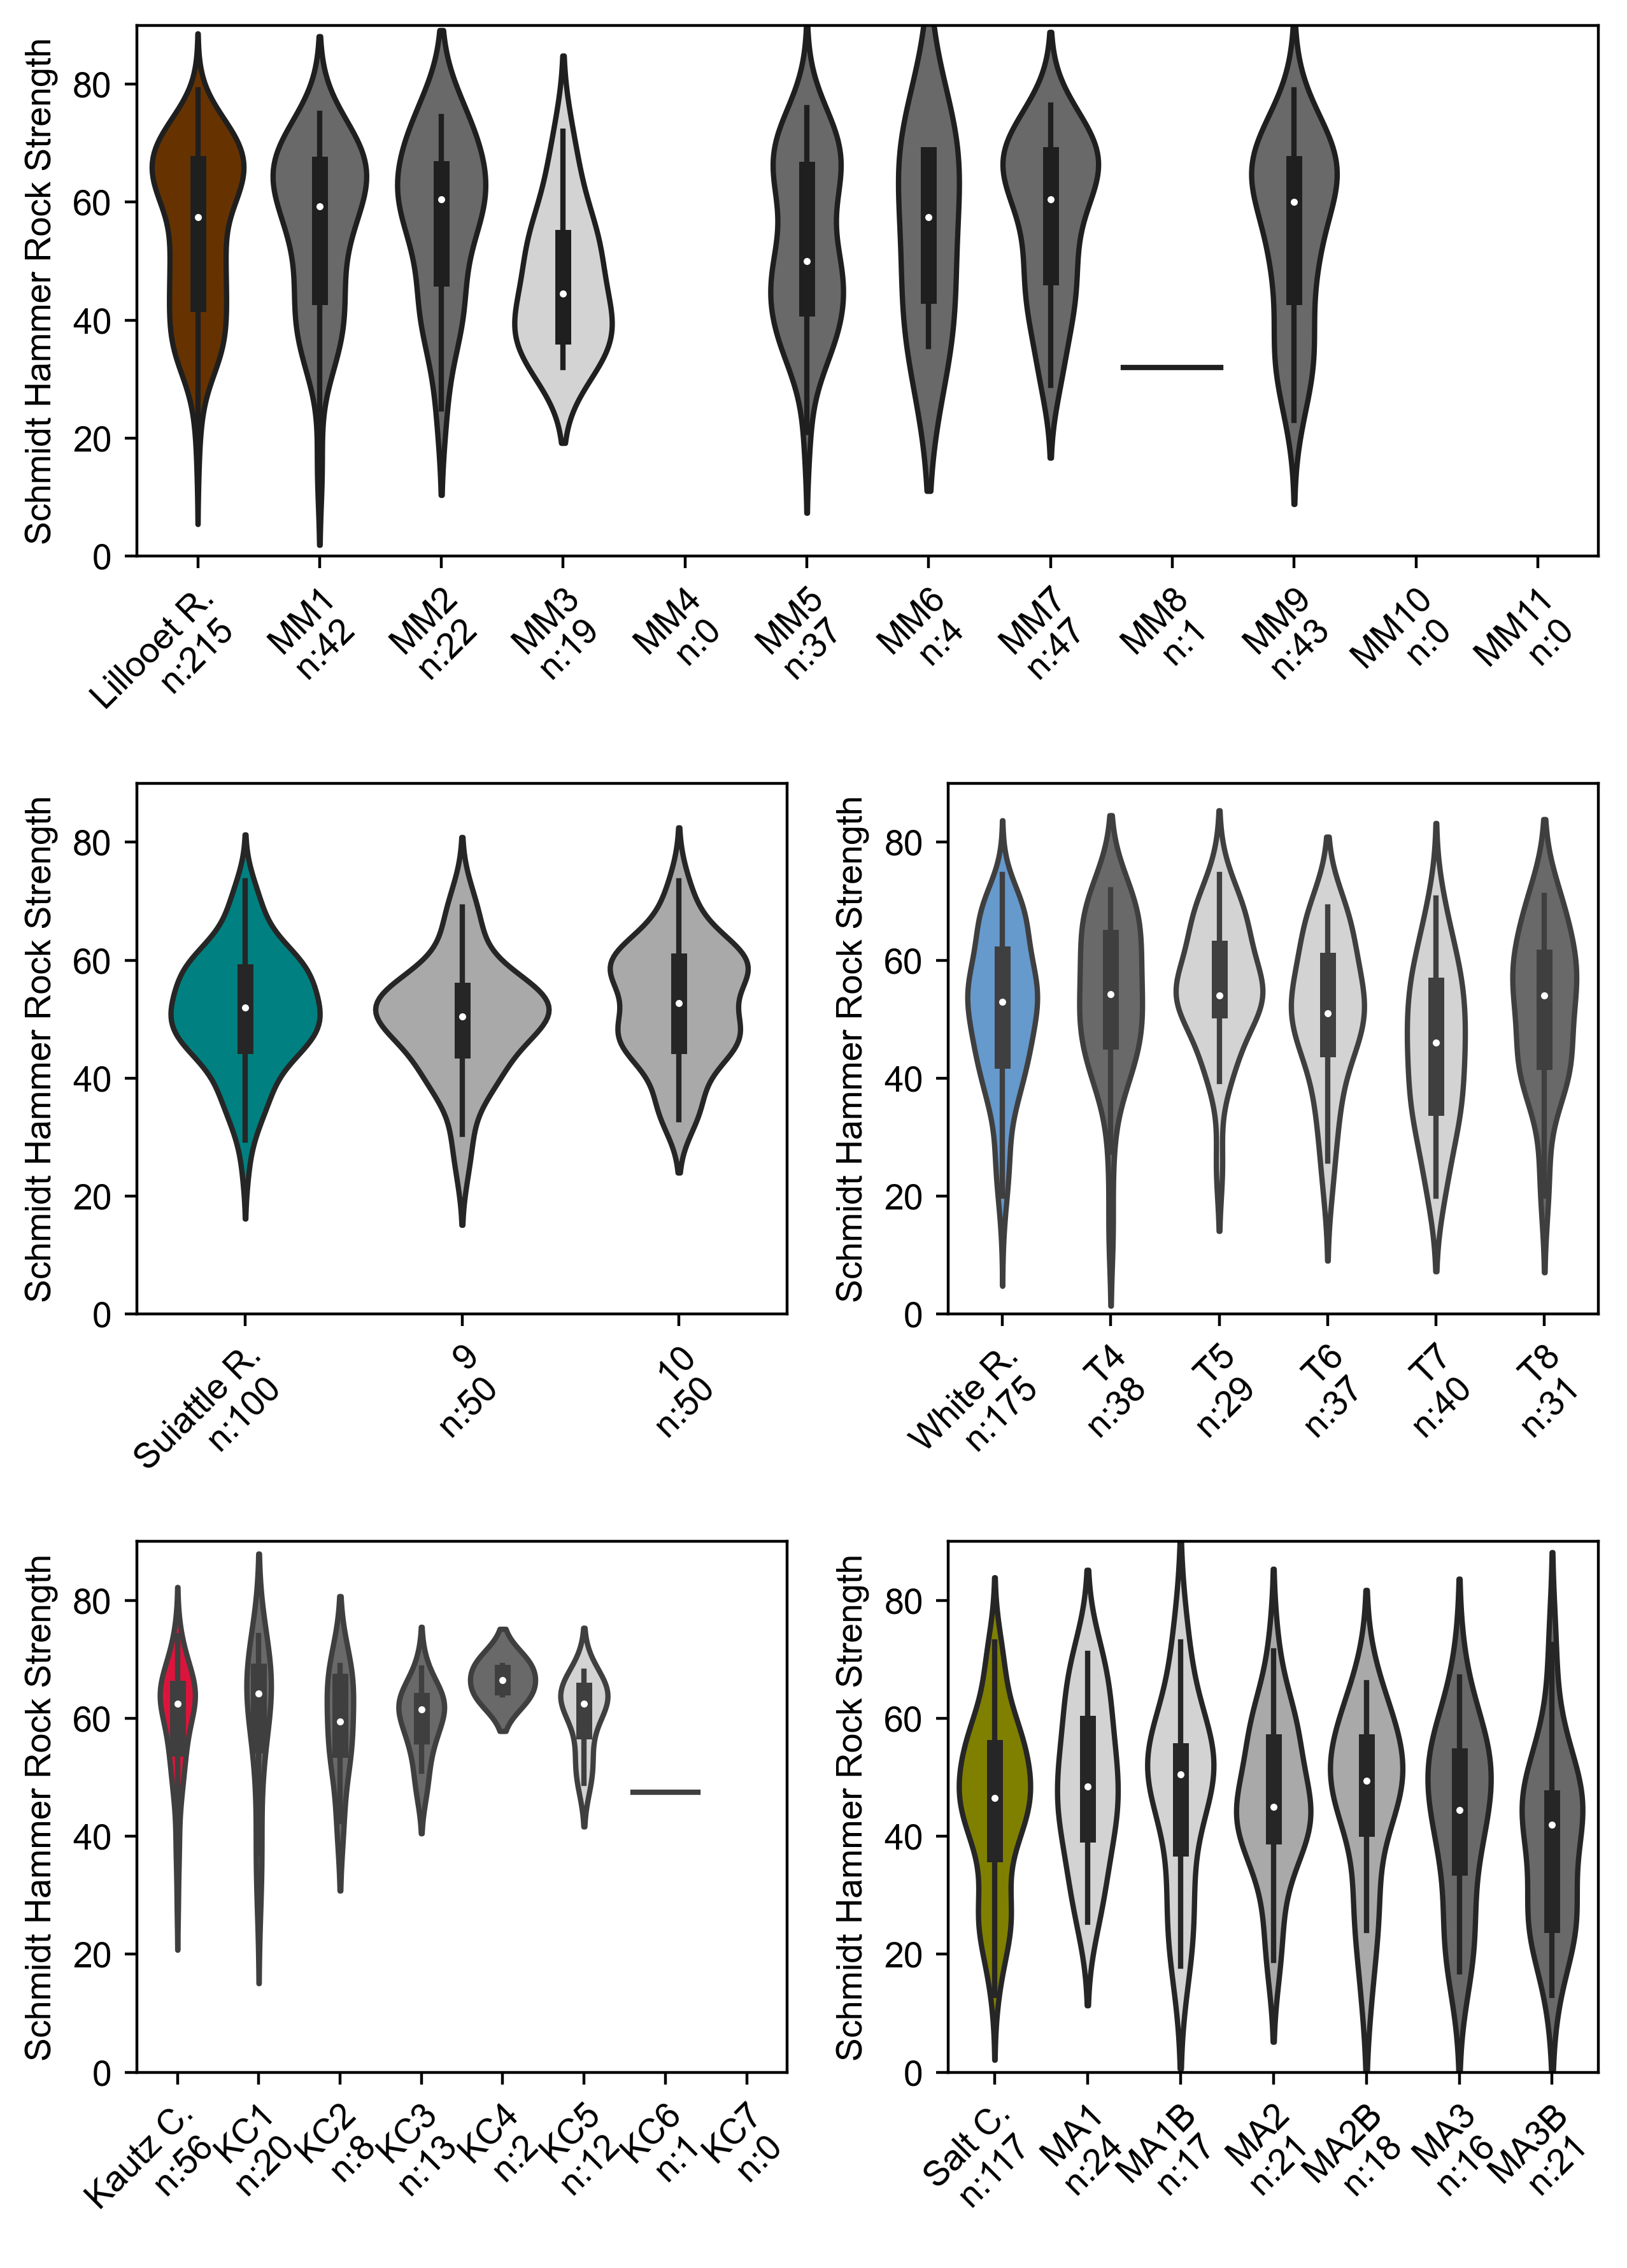 Schmidt Hammer Rock Strength
80
60
40
20
0
Lillooet R.
n:215
MM1
n:42
MM2
n:22
MM3
n:19
MM4
n:0
MM5
n:37
MM6
n:4
MM7
n:47
MM8
n:1
MM9
n:43
MM10
n:0
MM11
n:0
Schmidt Hammer Rock Strength
80
60
40
20
0
Suiattle R.
n:100
9
n:50
10
n:50
Schmidt Hammer Rock Strength
80
60
40
20
0
White R.
n:175
T4
n:38
T5
n:29
T6
n:37
T7
n:40
T8
n:31
Schmidt Hammer Rock Strength
80
60
40
20
0
Kautz C.
n:56
KC1
n:20
KC2
n:8
KC3
n:13
KC4
n:2
KC5
n:12
KC6
n:1
KC7
n:0
Schmidt Hammer Rock Strength
80
60
40
20
0
Salt C.
n:117
MA1
n:24
MA1B
n:17
MA2
n:21
MA2B
n:18
MA3
n:16
MA3B
n:21